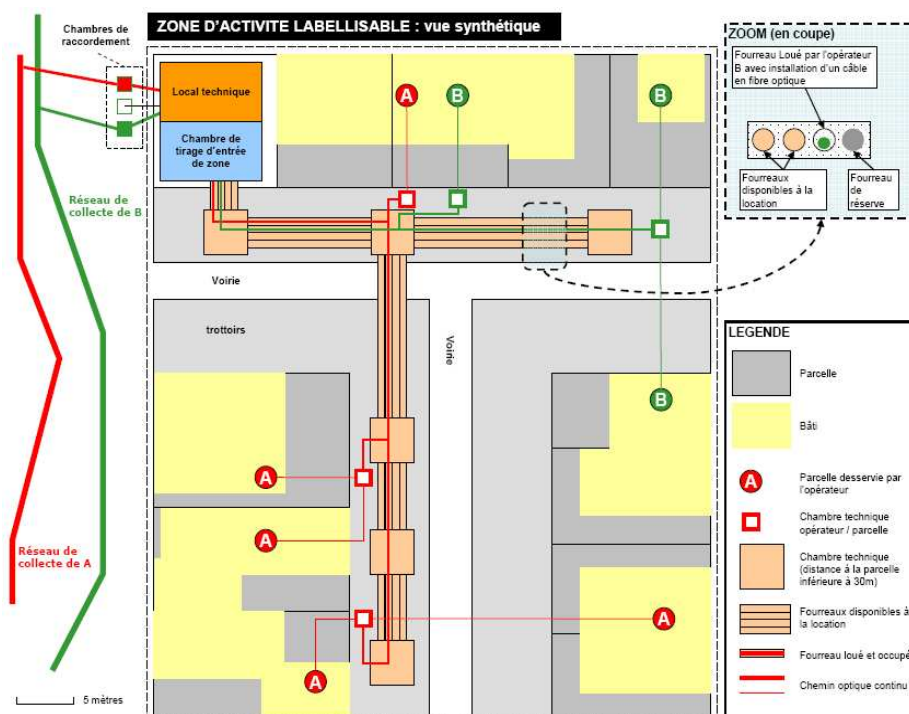 ZONE D'ACTIVITE LABELLISABLE : vue synthétique
Chambres de
raccordement
Local technique
Chambre de
tirage d'entrée
de zone
A
B
B
Réseau de
collecte de B
Voirie
trottoirs
Voirie
B
A
A
A
A
Réseau de
collecte de A
5 mètres
ZOOM (en coupe)
Fourreau Loué par l'opérateur
B avec installation d'un câble
en fibre optique
Fourreaux
disponibles à la
location
Fourreau
de
réserve
LEGENDE
Parcelle
Bâti
A
Parcelle desservie par
l'opérateur
Chambre technique
opérateur / parcelle
Chambre technique
(distance à la parcelle
inférieure à 30m)
Fourreaux disponibles à
la location
Fourreau loué et occupé
Chemin optique continu